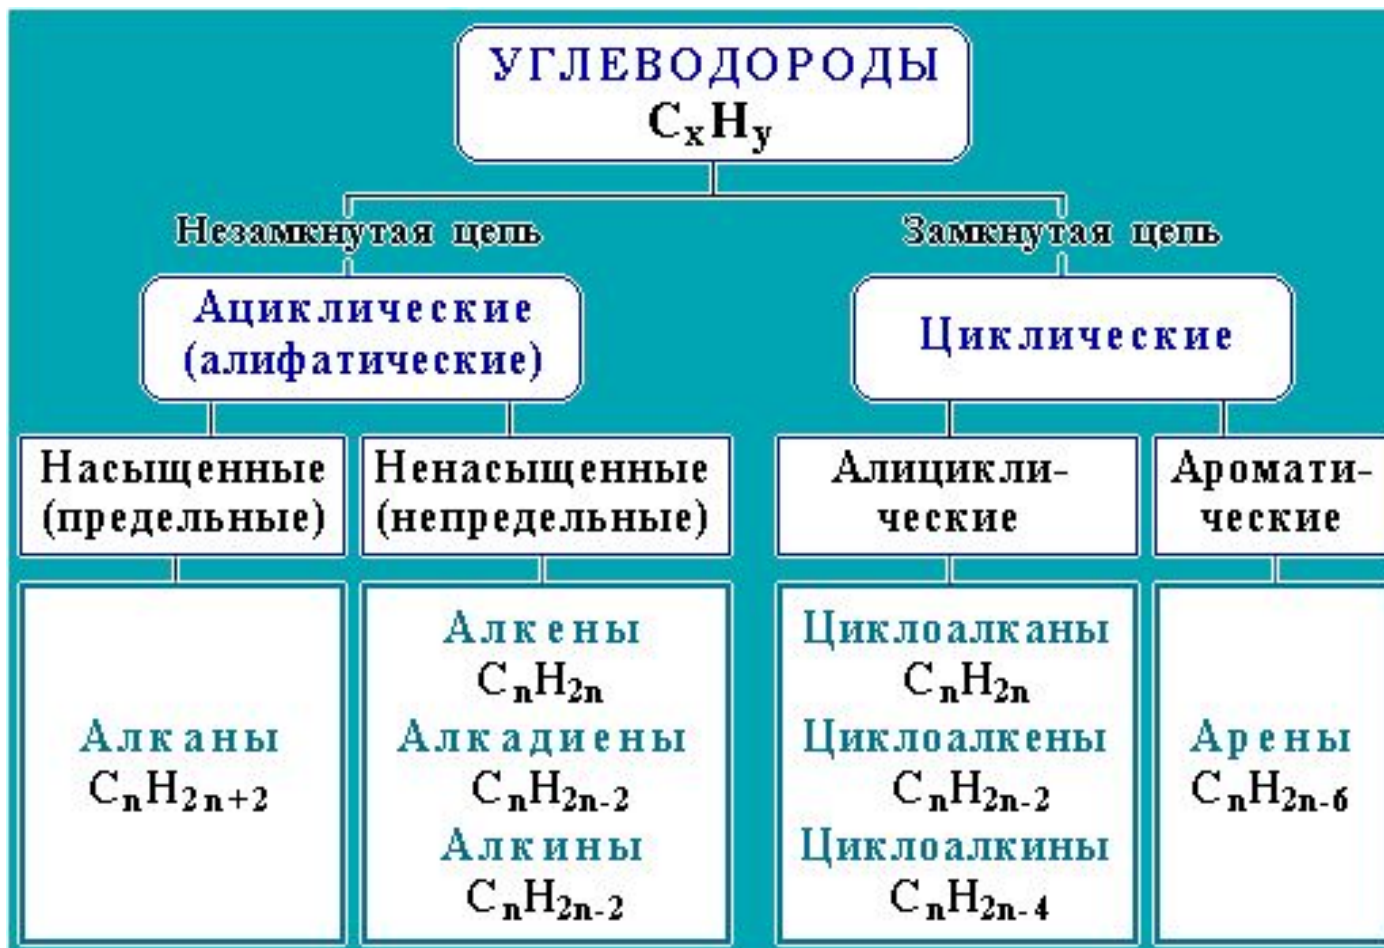 УГЛЕВОДОРОДЫ
CₓHᵧ
Незамкнутая цепь
Замкнутая цепь
Ациклические
(алифатические)
Циклические
Насыщенные
(предельные)
Ненасыщенные
(непредельные)
Алицикли-
ческие
Аромати-
ческие
Алканы
CₙH₂ₙ₊₂
Алкены
CₙH₂ₙ
Алкадиены
CₙH₂ₙ₋₂
Алкины
CₙH₂ₙ₋₂
Циклоалканы
CₙH₂ₙ
Циклоалкены
CₙH₂ₙ₋₂
Циклоалкины
CₙH₂ₙ₋₄
Арены
CₙH₂ₙ₋₆